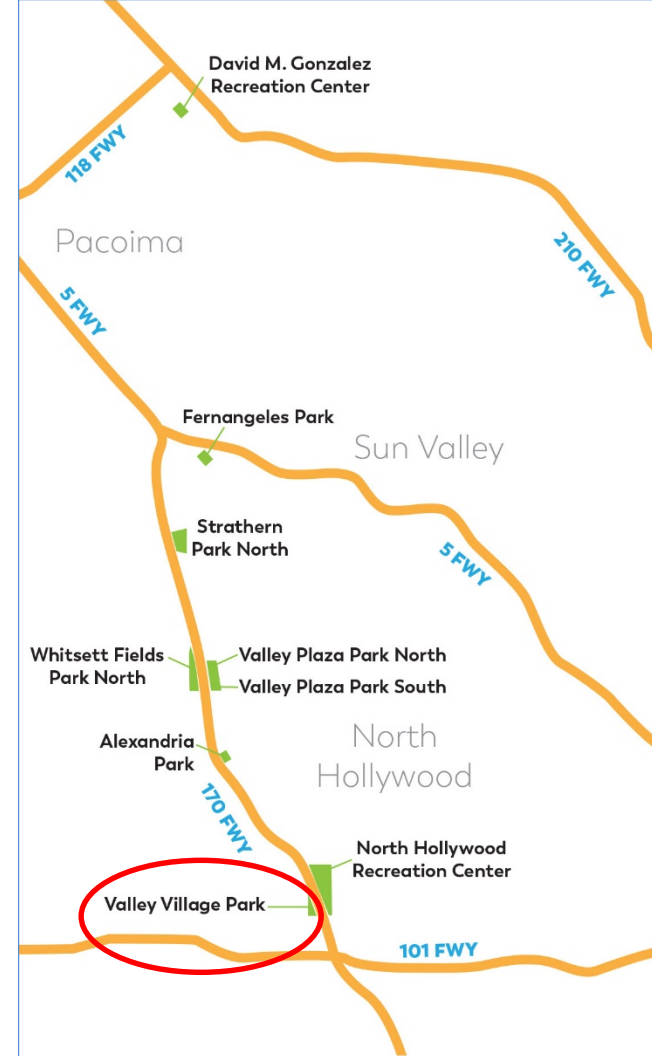 David M. Gonzalez
Recreation Center
118 FWY
Pacoima
210 FWY
5 FWY
Fernangeles Park
Sun Valley
Strathern
Park North
5 FWY
Whitsett Fields
Park North
Valley Plaza Park North
Valley Plaza Park South
Alexandria
Park
North
Hollywood
170 FWY
North Hollywood
Recreation Center
Valley Village Park
101 FWY